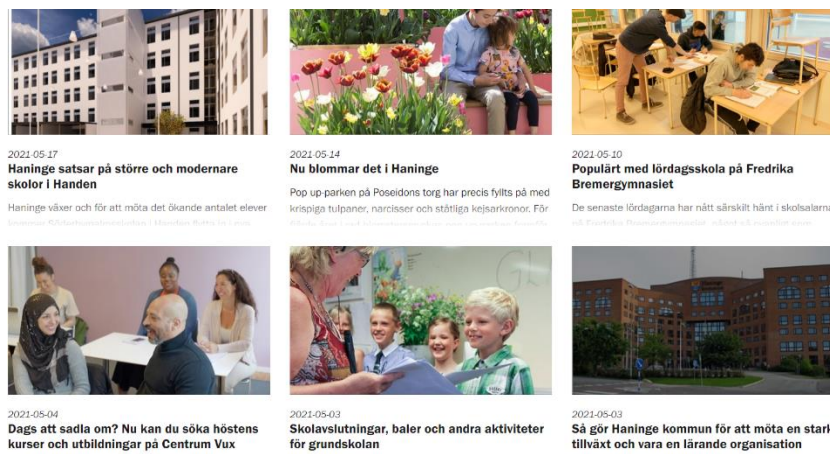 2021-05-17
Haninge satsar på större och modernare
skolor i Handen
Haninge växer och för att möta det ökande antalet elever
2021-05-14
Nu blommar det i Haninge
Pop up-parken på Poseidons torg har precis fyllts på med
krispiga tulpaner, narcisser och ståtliga kejsarkronor. För
2021-05-10
Populärt med lördagsskola på Fredrika
Bremergymnasiet
De senaste lördagarna har nått särskilt hänt i skolsalarna
på Fredrika Bremergymnasiet,
2021-05-04
Dags att sadla om? Nu kan du söka höstens
kurser och utbildningar på Centrum Vux
2021-05-03
Skolavslutningar, baler och andra aktiviteter
för grundskolan
2021-05-03
Så gör Haninge kommun för att möta en stark
tillväxt och vara en lärande organisation